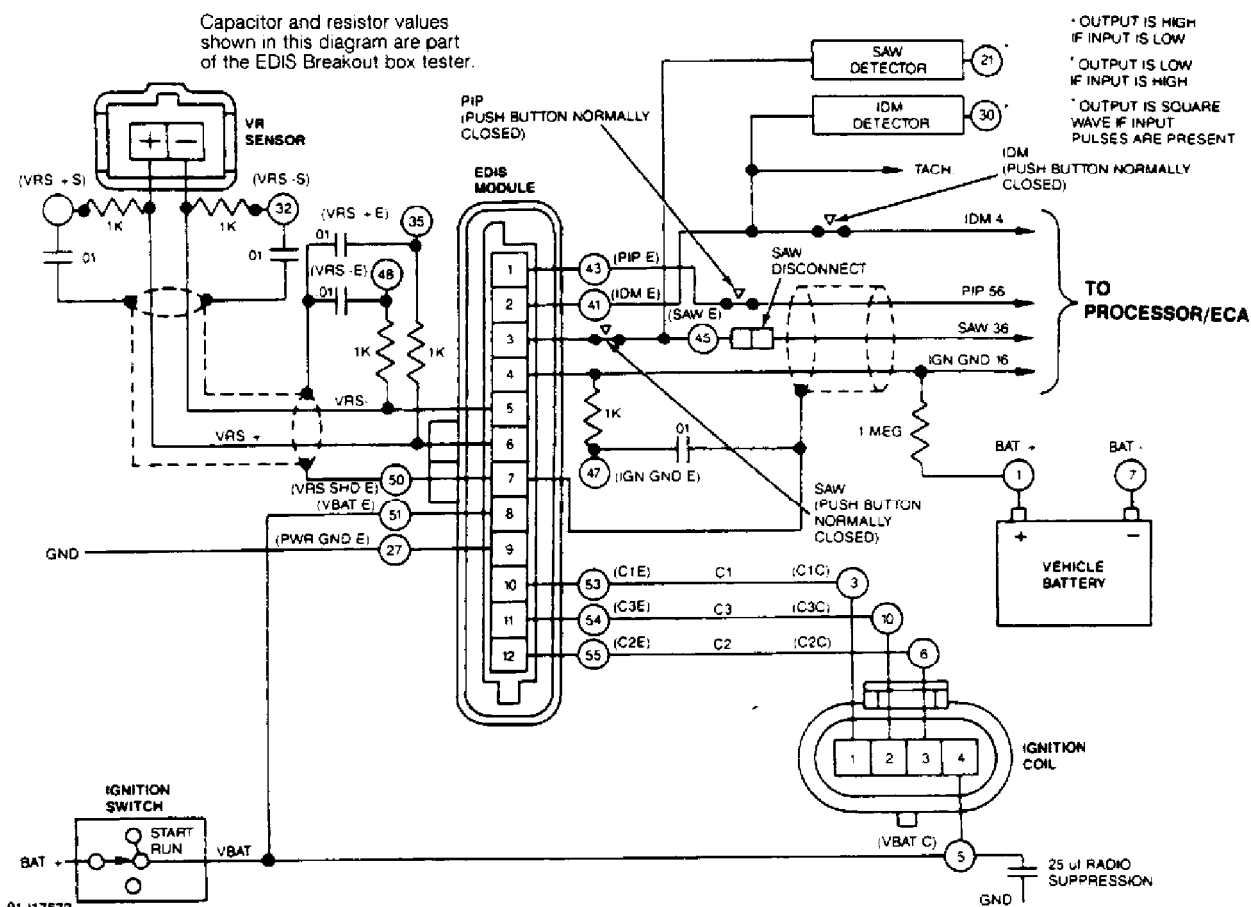 Capacitor and resistor values
shown in this diagram are part
of the EDIS Breakout box tester.
* OUTPUT IS HIGH
IF INPUT IS LOW
* OUTPUT IS LOW
IF INPUT IS HIGH
* OUTPUT IS SQUARE
WAVE IF INPUT
PULSES ARE PRESENT
SAW
DETECTOR
21
IDM
DETECTOR
30
TACH.
PIP
(PUSH BUTTON NORMALLY
CLOSED)
IDM
(PUSH BUTTON NORMALLY
CLOSED)
VR
SENSOR
+
−
(VRS + S)
(VRS -S)
32
1K
1K
01
01
(VRS + E)
35
01
(VRS -E)
48
01
1K
1K
EDIS
MODULE
1
2
3
4
5
6
7
8
9
10
11
12
43
(PIP E)
41
(IDM E)
(SAW E)
45
SAW
DISCONNECT
IDM 4
PIP 56
SAW 36
IGN GND 16
TO
PROCESSOR/ECA
VRS-
VRS +
1K
01
47
(IGN GND E)
1 MEG
BAT +
1
BAT -
7
+
−
VEHICLE
BATTERY
(VRS SHD E)
50
(VBAT E)
51
GND
(PWR GND E)
27
SAW
(PUSH BUTTON
NORMALLY
CLOSED)
53
(C1E)
C1
(C1C)
3
54
(C3E)
C3
(C3C)
10
55
(C2E)
C2
(C2C)
6
1
2
3
4
IGNITION
COIL
IGNITION
SWITCH
START
RUN
BAT +
VBAT
(VBAT C)
5
25 uf RADIO
SUPPRESSION
GND